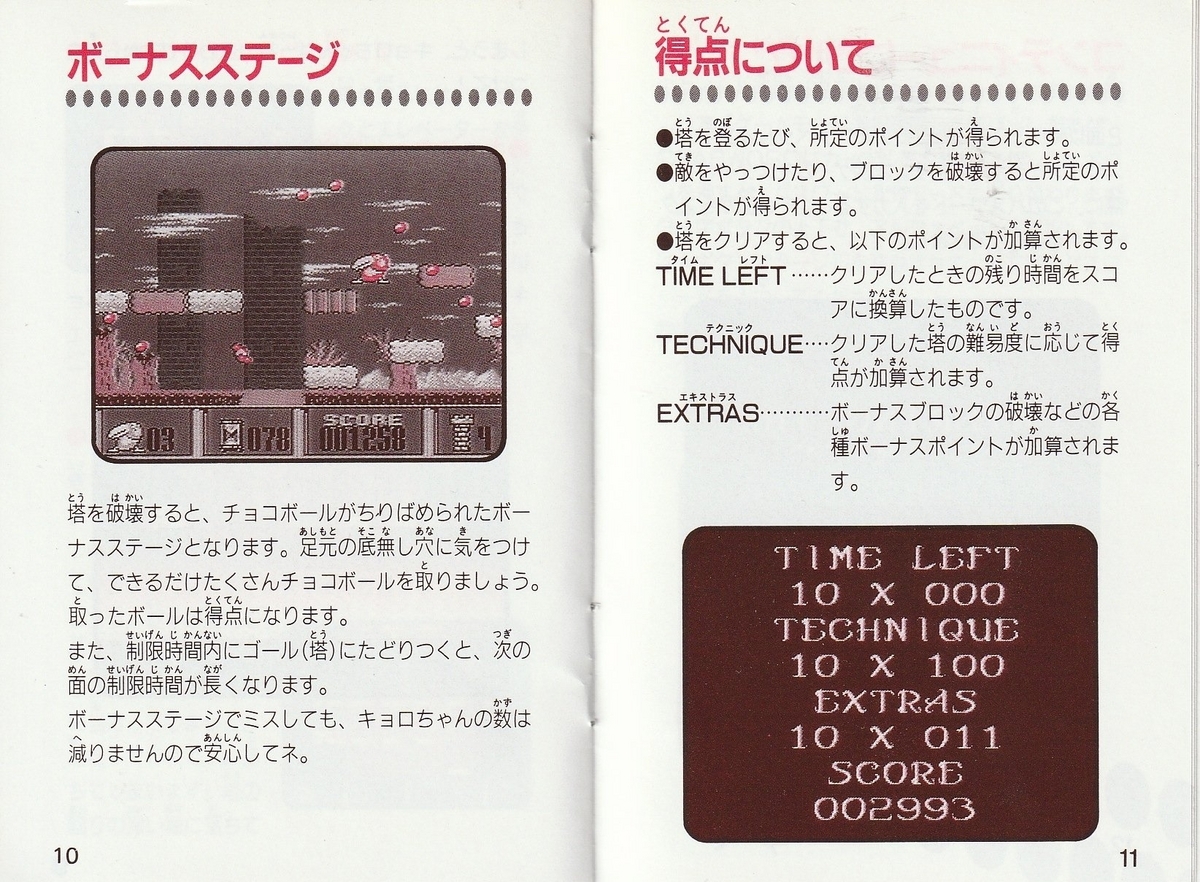 ボーナスステージ
03
078
SCORE
001258
4
塔を破壊すると、チョコボールがちりばめられたボー
ナスステージとなります。足元の底無し穴に気をつけ
て、できるだけたくさんチョコボールを取りましょう。
取ったボールは得点になります。
また、制限時間内にゴール(塔)にたどりつくと、次の
面の制限時間が長くなります。
ボーナスステージでミスしても、キョロちゃんの数は
減りませんので安心してネ。
10
とくてん
得点について
●塔を登るたび、所定のポイントが得られます。
●敵をやっつけたり、ブロックを破壊すると所定のポ
イントが得られます。
●塔をクリアすると、以下のポイントが加算されます。
TIME LEFT……クリアしたときの残り時間をスコ
アに換算したものです。
TECHNIQUE‥‥クリアした塔の難易度に応じて得
点が加算されます。
EXTRAS…………ボーナスブロックの破壊などの各
種ボーナスポイントが加算されま
す。
TIME LEFT
10 X 000
TECHNIQUE
10 X 100
EXTRAS
10 X 011
SCORE
002993
11